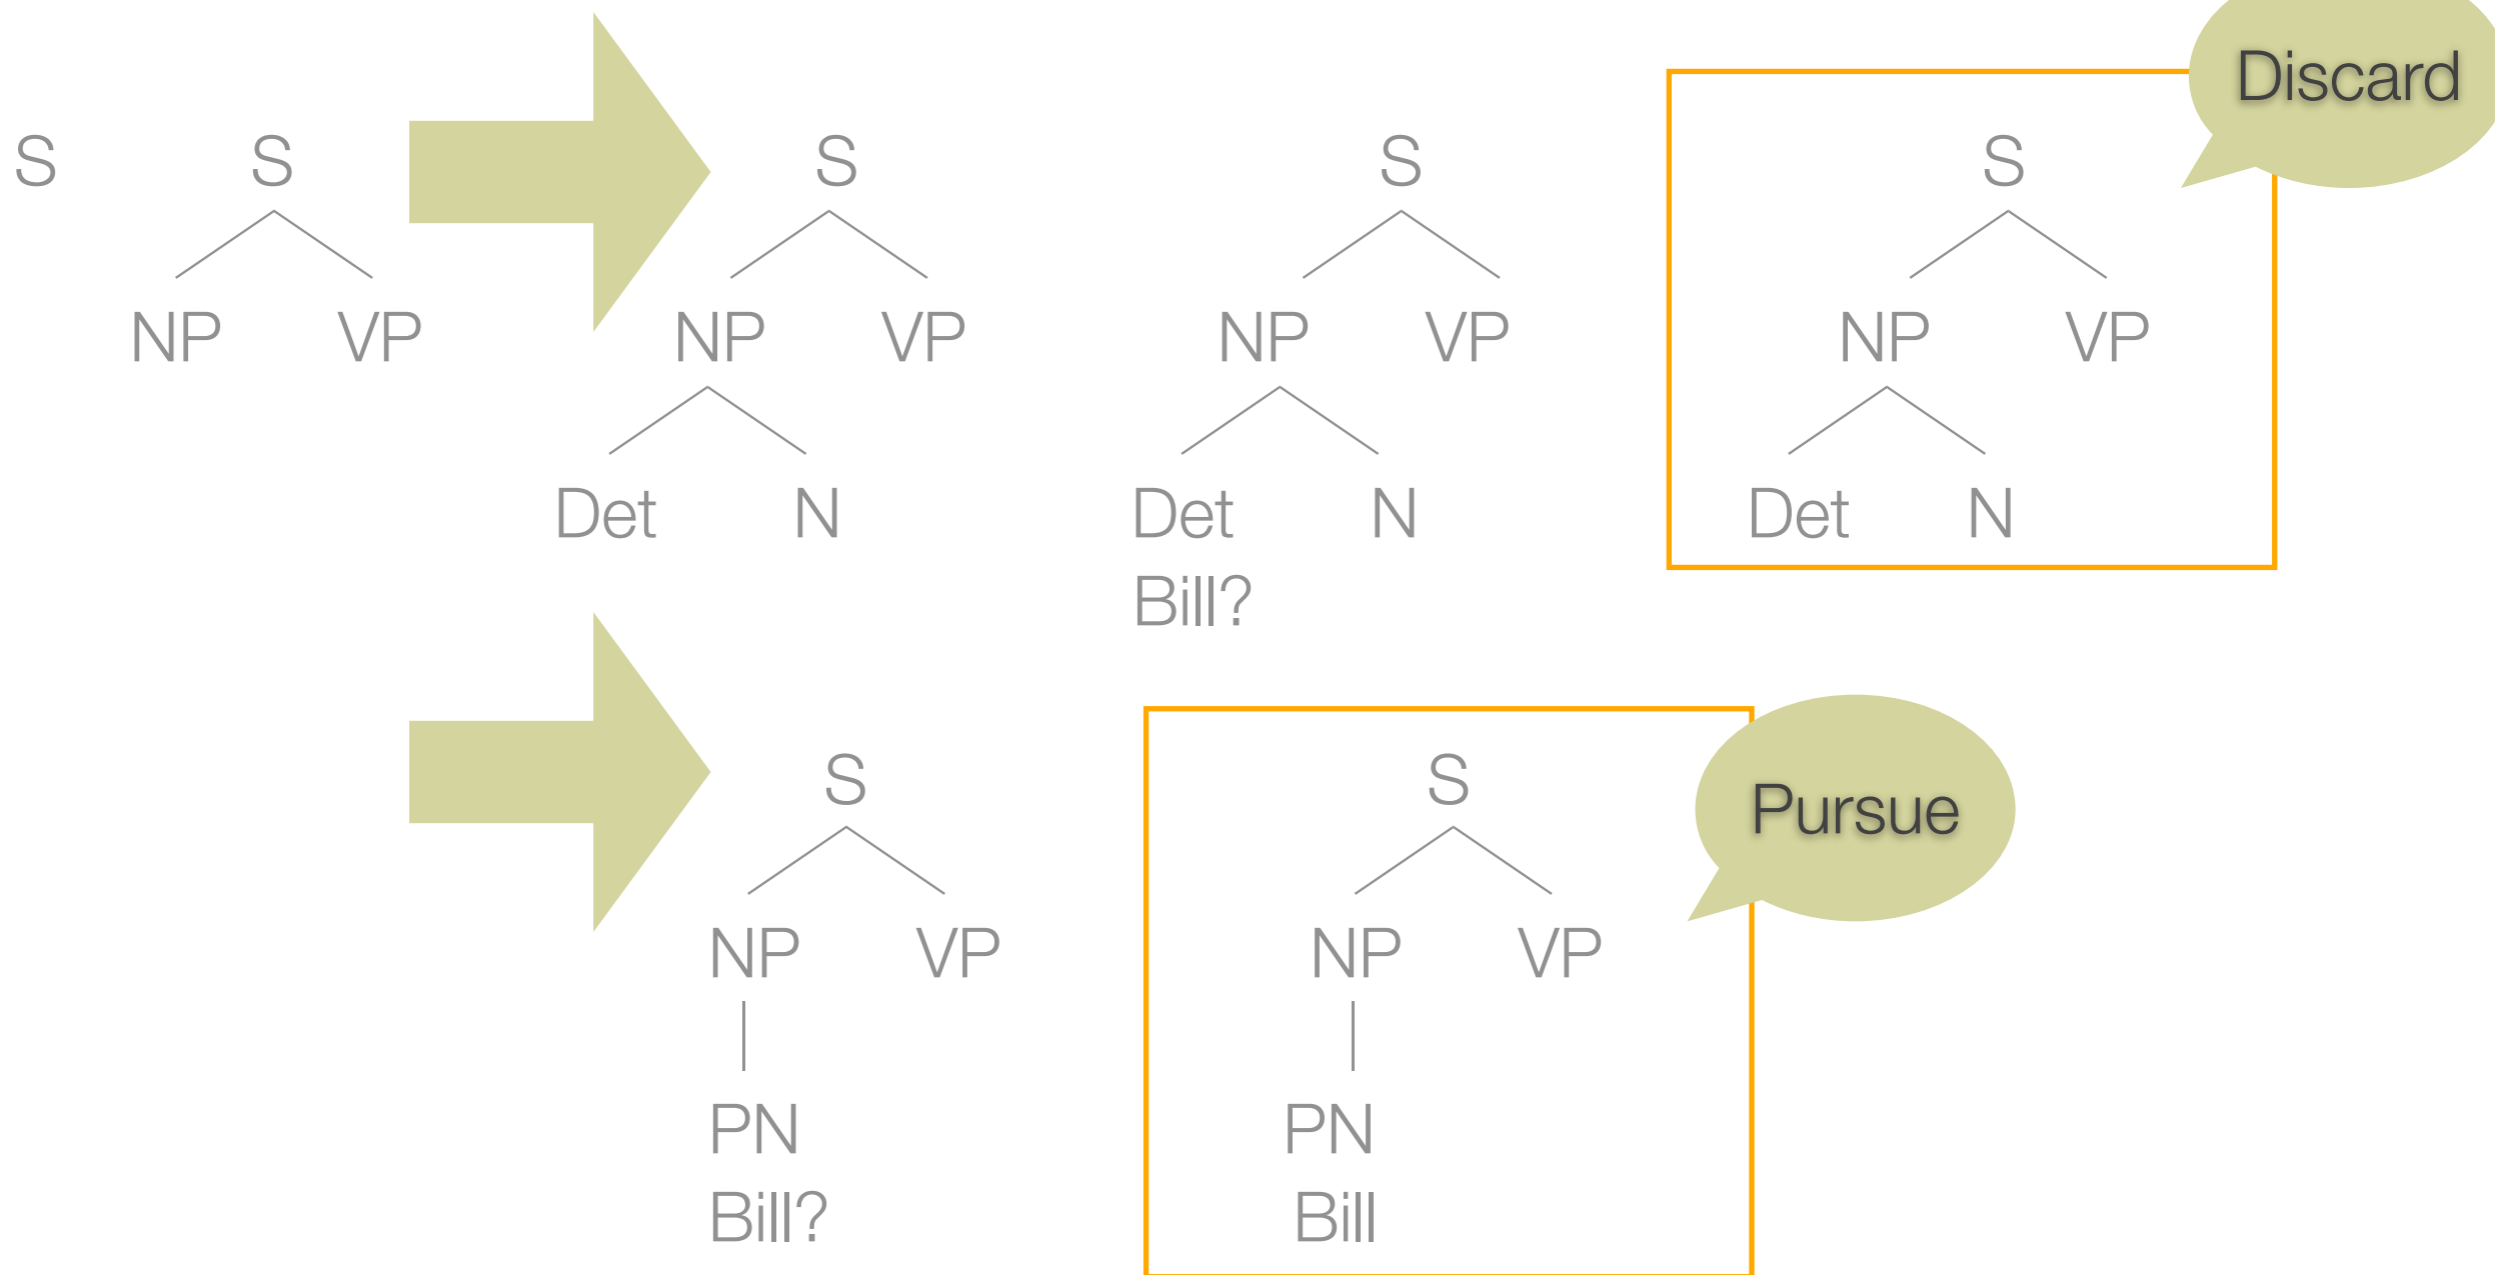 Discard
S S S S S
NP VP NP VP NP VP NP VP
Det N Det N Det N
Bill?
S S Pursue
NP VP NP VP
PN PN
Bill? Bill